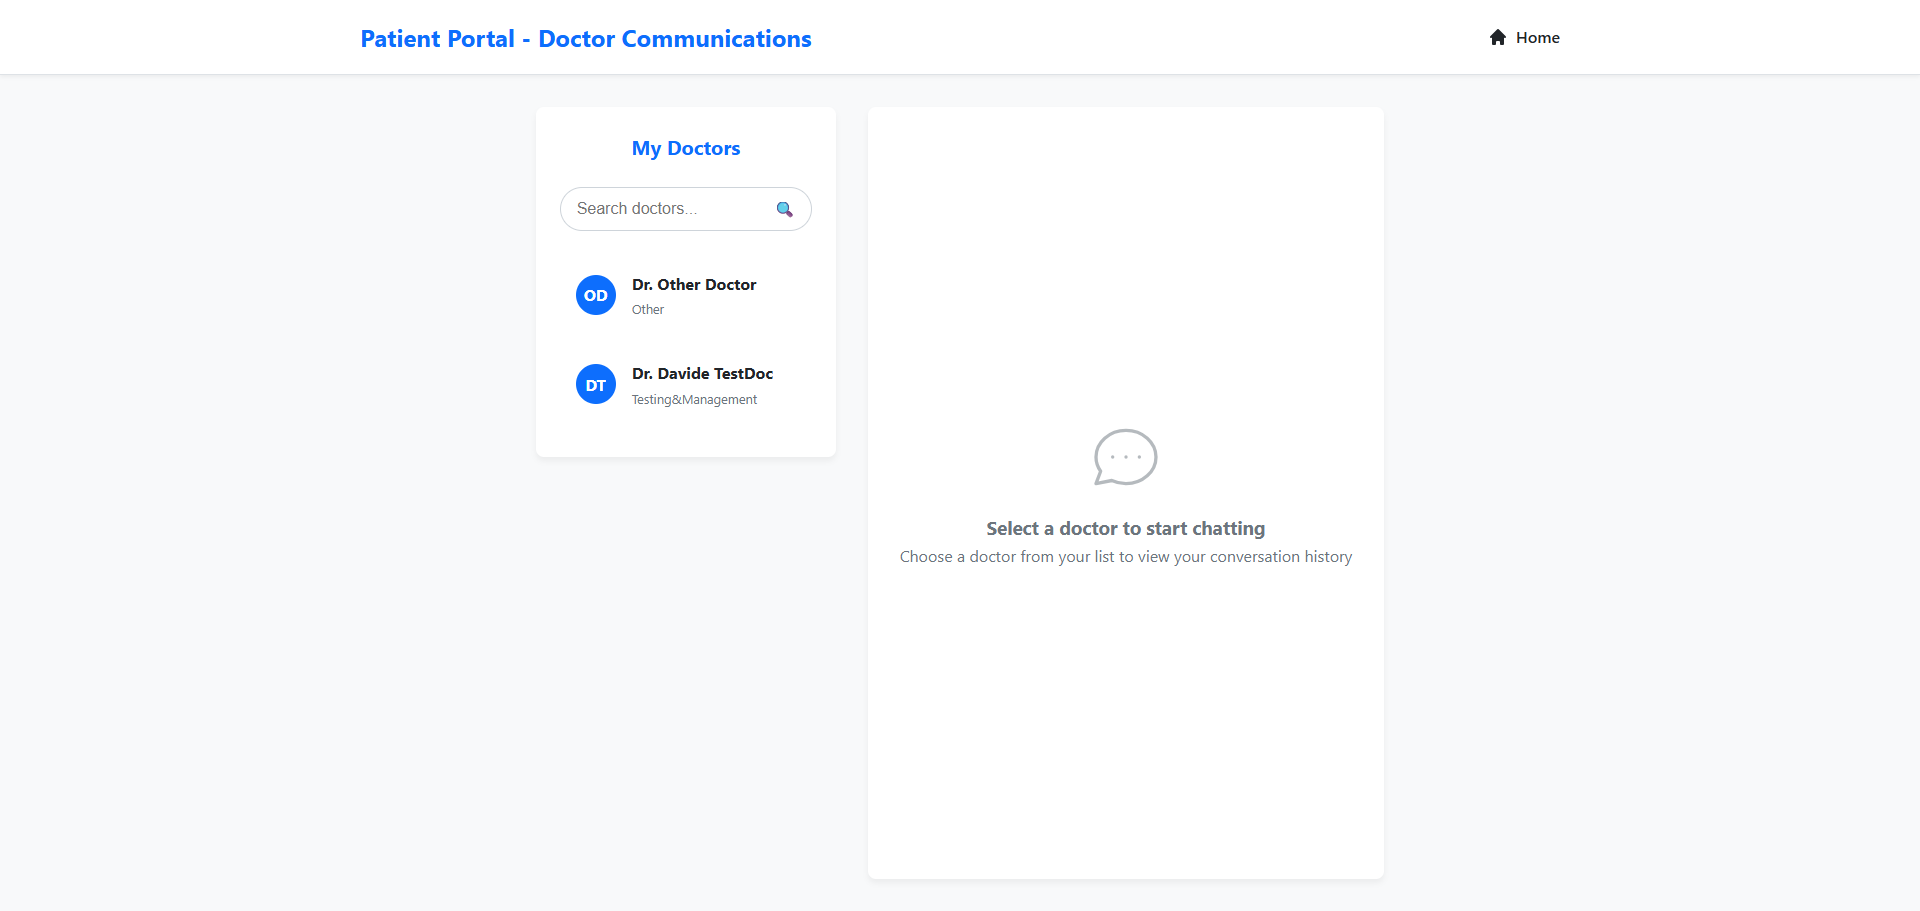 Patient Portal - Doctor Communications
Home
My Doctors
Search doctors...
OD
Dr. Other Doctor
Other
DT
Dr. Davide TestDoc
Testing&Management
Select a doctor to start chatting
Choose a doctor from your list to view your conversation history